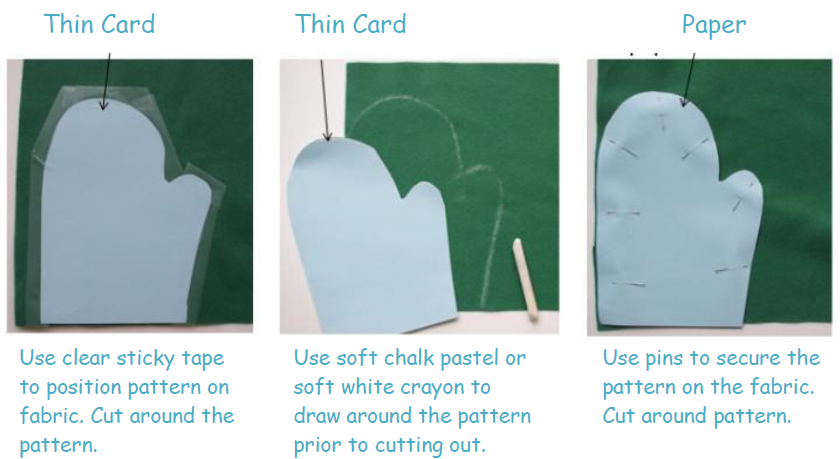 Thin Card
Thin Card
Paper
Use clear sticky tape
to position pattern on
fabric. Cut around the
pattern.
Use soft chalk pastel or
soft white crayon to
draw around the pattern
prior to cutting out.
Use pins to secure the
pattern on the fabric.
Cut around pattern.